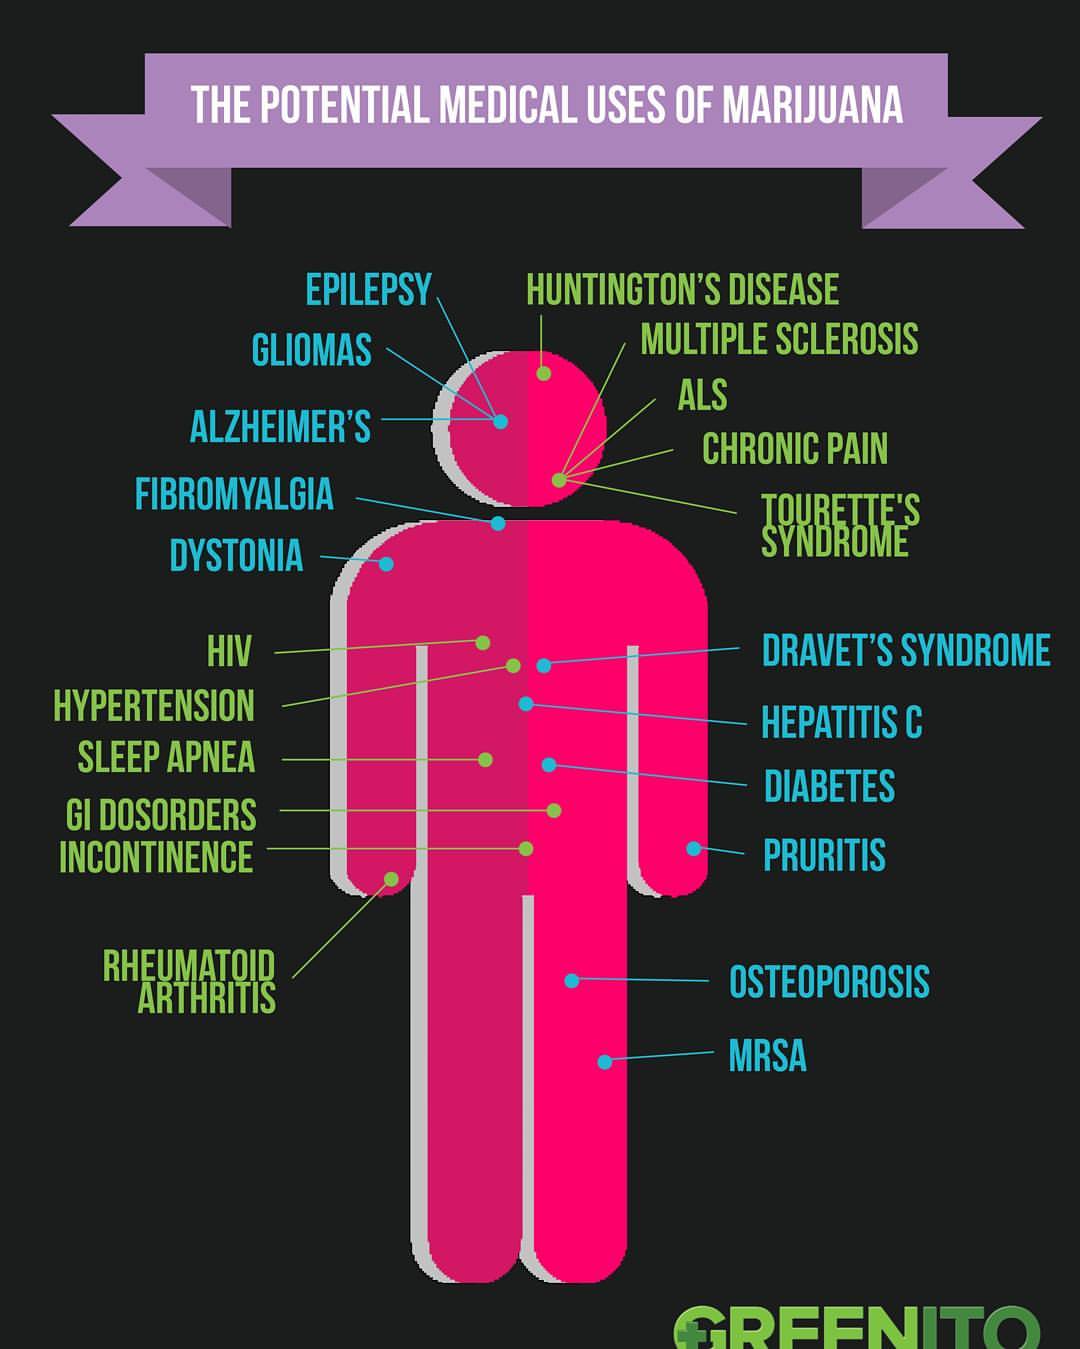 THE POTENTIAL MEDICAL USES OF MARIJUANA
EPILEPSY
GLIOMAS
ALZHEIMER'S
FIBROMYALGIA
DYSTONIA
HUNTINGTON'S DISEASE
MULTIPLE SCLEROSIS
ALS
CHRONIC PAIN
TOURETTE'S
SYNDROME
HIV
HYPERTENSION
SLEEP APNEA
GI DOSORDERS
INCONTINENCE
RHEUMATOID
ARTHRITIS
DRAVET'S SYNDROME
HEPATITIS C
DIABETES
PRURITIS
OSTEOPOROSIS
MRSA
GREENITO